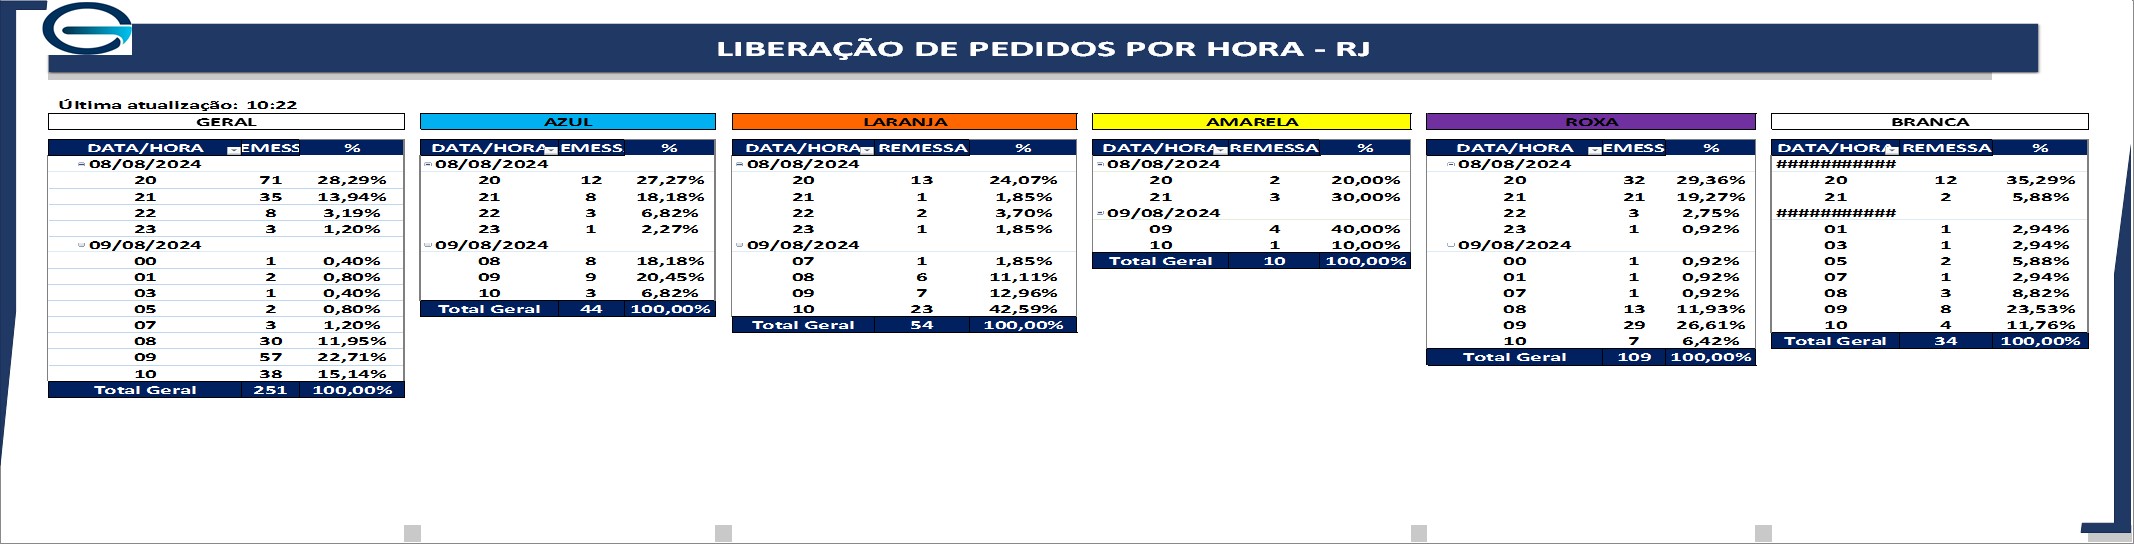 LIBERAÇÃO DE PEDIDOS POR HORA - RJ
Última atualização: 10:22
GERAL
DATA/HORA EMESS %
08/08/2024
20 71 28,29%
21 35 13,94%
22 8 3,19%
23 3 1,20%
09/08/2024
00 1 0,40%
01 2 0,80%
03 1 0,40%
05 2 0,80%
07 3 1,20%
08 30 11,95%
09 57 22,71%
10 38 15,14%
Total Geral 251 100,00%
AZUL
DATA/HORA EMESS %
08/08/2024
20 12 27,27%
21 8 18,18%
22 3 6,82%
23 1 2,27%
09/08/2024
08 8 18,18%
09 9 20,45%
10 3 6,82%
Total Geral 44 100,00%
LARANJA
DATA/HORA REMESSA %
08/08/2024
20 13 24,07%
21 1 1,85%
22 2 3,70%
23 1 1,85%
09/08/2024
07 1 1,85%
08 6 11,11%
09 7 12,96%
10 23 42,59%
Total Geral 54 100,00%
AMARELA
DATA/HORA REMESSA %
08/08/2024
20 2 20,00%
21 3 30,00%
09/08/2024
09 4 40,00%
10 1 10,00%
Total Geral 10 100,00%
ROXA
DATA/HORA EMESS %
08/08/2024
20 32 29,36%
21 21 19,27%
22 3 2,75%
23 1 0,92%
09/08/2024
00 1 0,92%
01 1 0,92%
07 1 0,92%
08 13 11,93%
09 29 26,61%
10 7 6,42%
Total Geral 109 100,00%
BRANCA
DATA/HORA REMESSA %
###########
20 12 35,29%
21 2 5,88%
###########
01 1 2,94%
03 1 2,94%
05 2 5,88%
07 1 2,94%
08 3 8,82%
09 8 23,53%
10 4 11,76%
Total Geral 34 100,00%